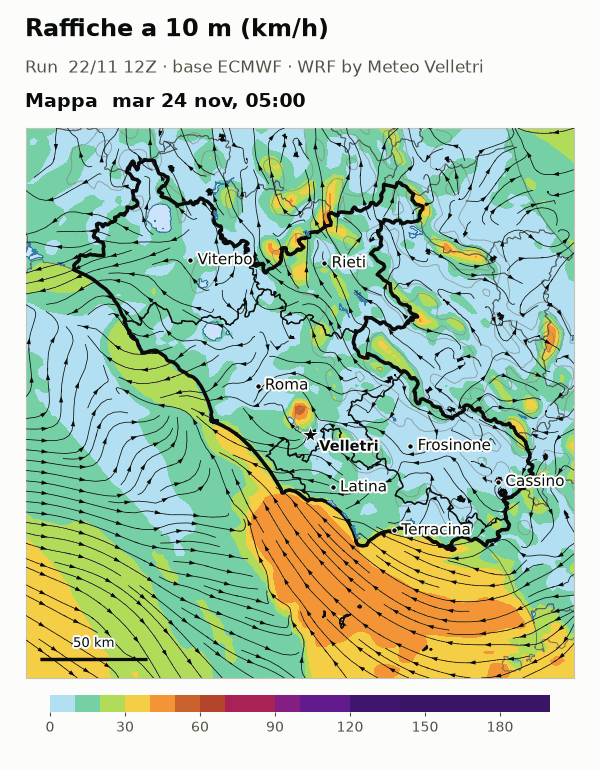 Raffiche a 10 m (km/h)
Run  22/11 12Z · base ECMWF · WRF by Meteo Velletri
Mappa  mar 24 nov, 05:00
Viterbo
Rieti
Roma
Velletri
Frosinone
Cassino
Latina
Terracina
50 km
0 30 60 90 120 150 180